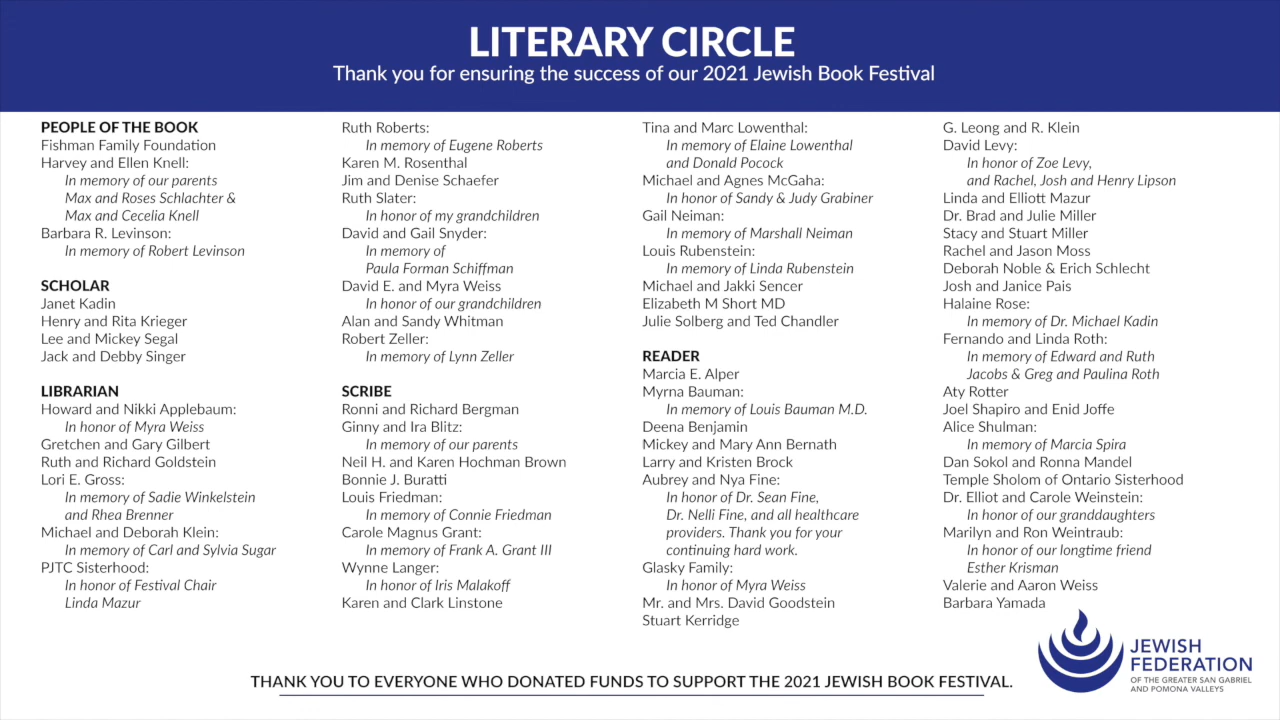 LITERARY CIRCLE
Thank you for ensuring the success of our 2021 Jewish Book Festival
PEOPLE OF THE BOOK
Fishman Family Foundation
Harvey and Ellen Knell:
In memory of our parents
Max and Roses Schlachter &
Max and Cecelia Knell
Barbara R. Levinson:
In memory of Robert Levinson
SCHOLAR
Janet Kadin
Henry and Rita Krieger
Lee and Mickey Segal
Jack and Debby Singer
LIBRARIAN
Howard and Nikki Applebaum:
In honor of Myra Weiss
Gretchen and Gary Gilbert
Ruth and Richard Goldstein
Lori E. Gross:
In memory of Sadie Winkelstein
and Rhea Brenner
Michael and Deborah Klein:
In memory of Carl and Sylvia Sugar
PJTC Sisterhood:
In honor of Festival Chair
Linda Mazur
Ruth Roberts:
In memory of Eugene Roberts
Karen M. Rosenthal
Jim and Denise Schaefer
Ruth Slater:
In honor of my grandchildren
David and Gail Snyder:
In memory of
Paula Forman Schiffman
David E. and Myra Weiss
In honor of our grandchildren
Alan and Sandy Whitman
Robert Zeller:
In memory of Lynn Zeller
SCRIBE
Ronni and Richard Bergman
Ginny and Ira Blitz:
In memory of our parents
Neil H. and Karen Hochman Brown
Bonnie J. Buratti
Louis Friedman:
In memory of Connie Friedman
Carole Magnus Grant:
In memory of Frank A. Grant III
Wynne Langer:
In honor of Iris Malakoff
Karen and Clark Linstone
Tina and Marc Lowenthal:
In memory of Elaine Lowenthal
and Donald Pocock
Michael and Agnes McGaha:
In honor of Sandy & Judy Grabiner
Gail Neiman:
In memory of Marshall Neiman
Louis Rubenstein:
In memory of Linda Rubenstein
Michael and Jakki Sencer
Elizabeth M Short MD
Julie Solberg and Ted Chandler
READER
Marcia E. Alper
Myrna Bauman:
In memory of Louis Bauman M.D.
Deena Benjamin
Mickey and Mary Ann Bernath
Larry and Kristen Brock
Aubrey and Nya Fine:
In honor of Dr. Sean Fine,
Dr. Nelli Fine, and all healthcare
providers. Thank you for your
continuing hard work.
Glasky Family:
In honor of Myra Weiss
Mr. and Mrs. David Goodstein
Stuart Kerridge
G. Leong and R. Klein
David Levy:
In honor of Zoe Levy,
and Rachel, Josh and Henry Lipson
Linda and Elliott Mazur
Dr. Brad and Julie Miller
Stacy and Stuart Miller
Rachel and Jason Moss
Deborah Noble & Erich Schlecht
Josh and Janice Pais
Halaine Rose:
In memory of Dr. Michael Kadin
Fernando and Linda Roth:
In memory of Edward and Ruth
Jacobs & Greg and Paulina Roth
Aty Rotter
Joel Shapiro and Enid Joffe
Alice Shulman:
In memory of Marcia Spira
Dan Sokol and Ronna Mandel
Temple Sholom of Ontario Sisterhood
Dr. Elliot and Carole Weinstein:
In honor of our granddaughters
Marilyn and Ron Weintraub:
In honor of our longtime friend
Esther Krisman
Valerie and Aaron Weiss
Barbara Yamada
JEWISH
FEDERATION
OF THE GREATER SAN GABRIEL
AND POMONA VALLEYS
THANK YOU TO EVERYONE WHO DONATED FUNDS TO SUPPORT THE 2021 JEWISH BOOK FESTIVAL.